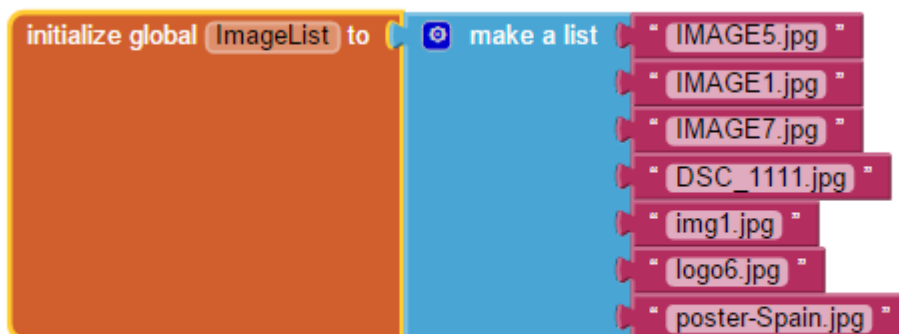 initialize global ImageList to make a list " IMAGE5.jpg "
" IMAGE1.jpg "
" IMAGE7.jpg "
" DSC_1111.jpg "
" img1.jpg "
" logo6.jpg "
" poster-Spain.jpg "